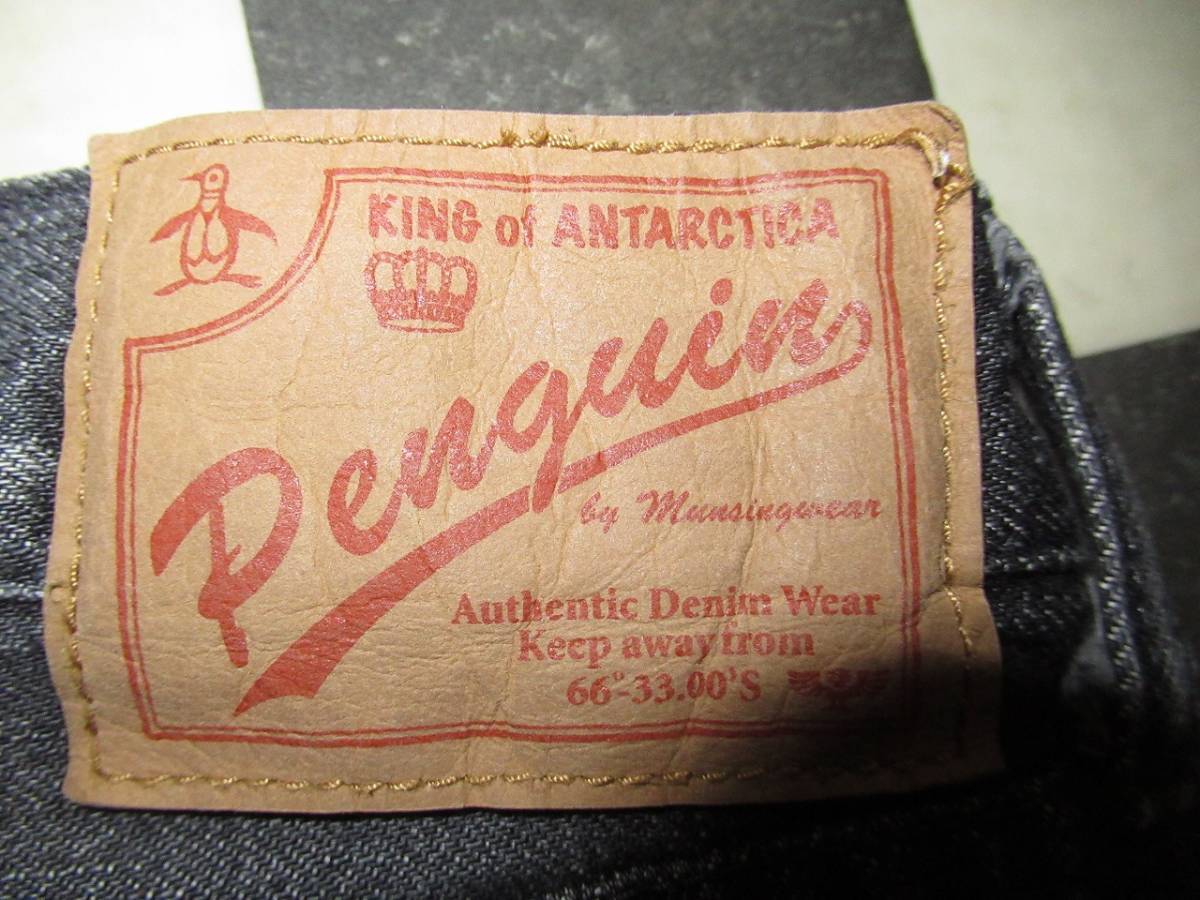 KING of ANTARCTICA
Penguin
by Munsingwear
Authentic Denim Wear
Keep away from
66°-33.00'S